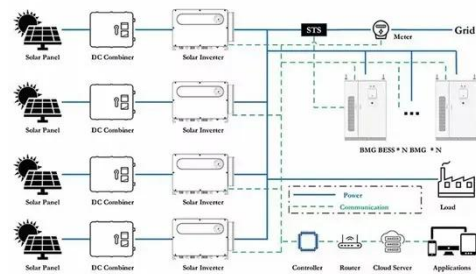 STS
Meter
Grid
Solar Panel DC Combiner Solar Inverter
Solar Panel DC Combiner Solar Inverter
BMG BESS * N BMG * N
Solar Panel DC Combiner Solar Inverter
Power
Communication
Load
Solar Panel DC Combiner Solar Inverter
Controller Router Cloud Server Applications